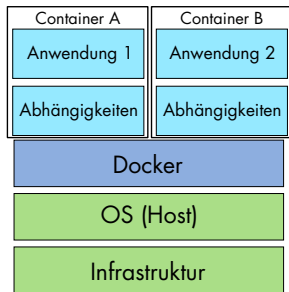 Container A
Container B
Anwendung 1
Anwendung 2
Abhängigkeiten
Abhängigkeiten
Docker
OS (Host)
Infrastruktur